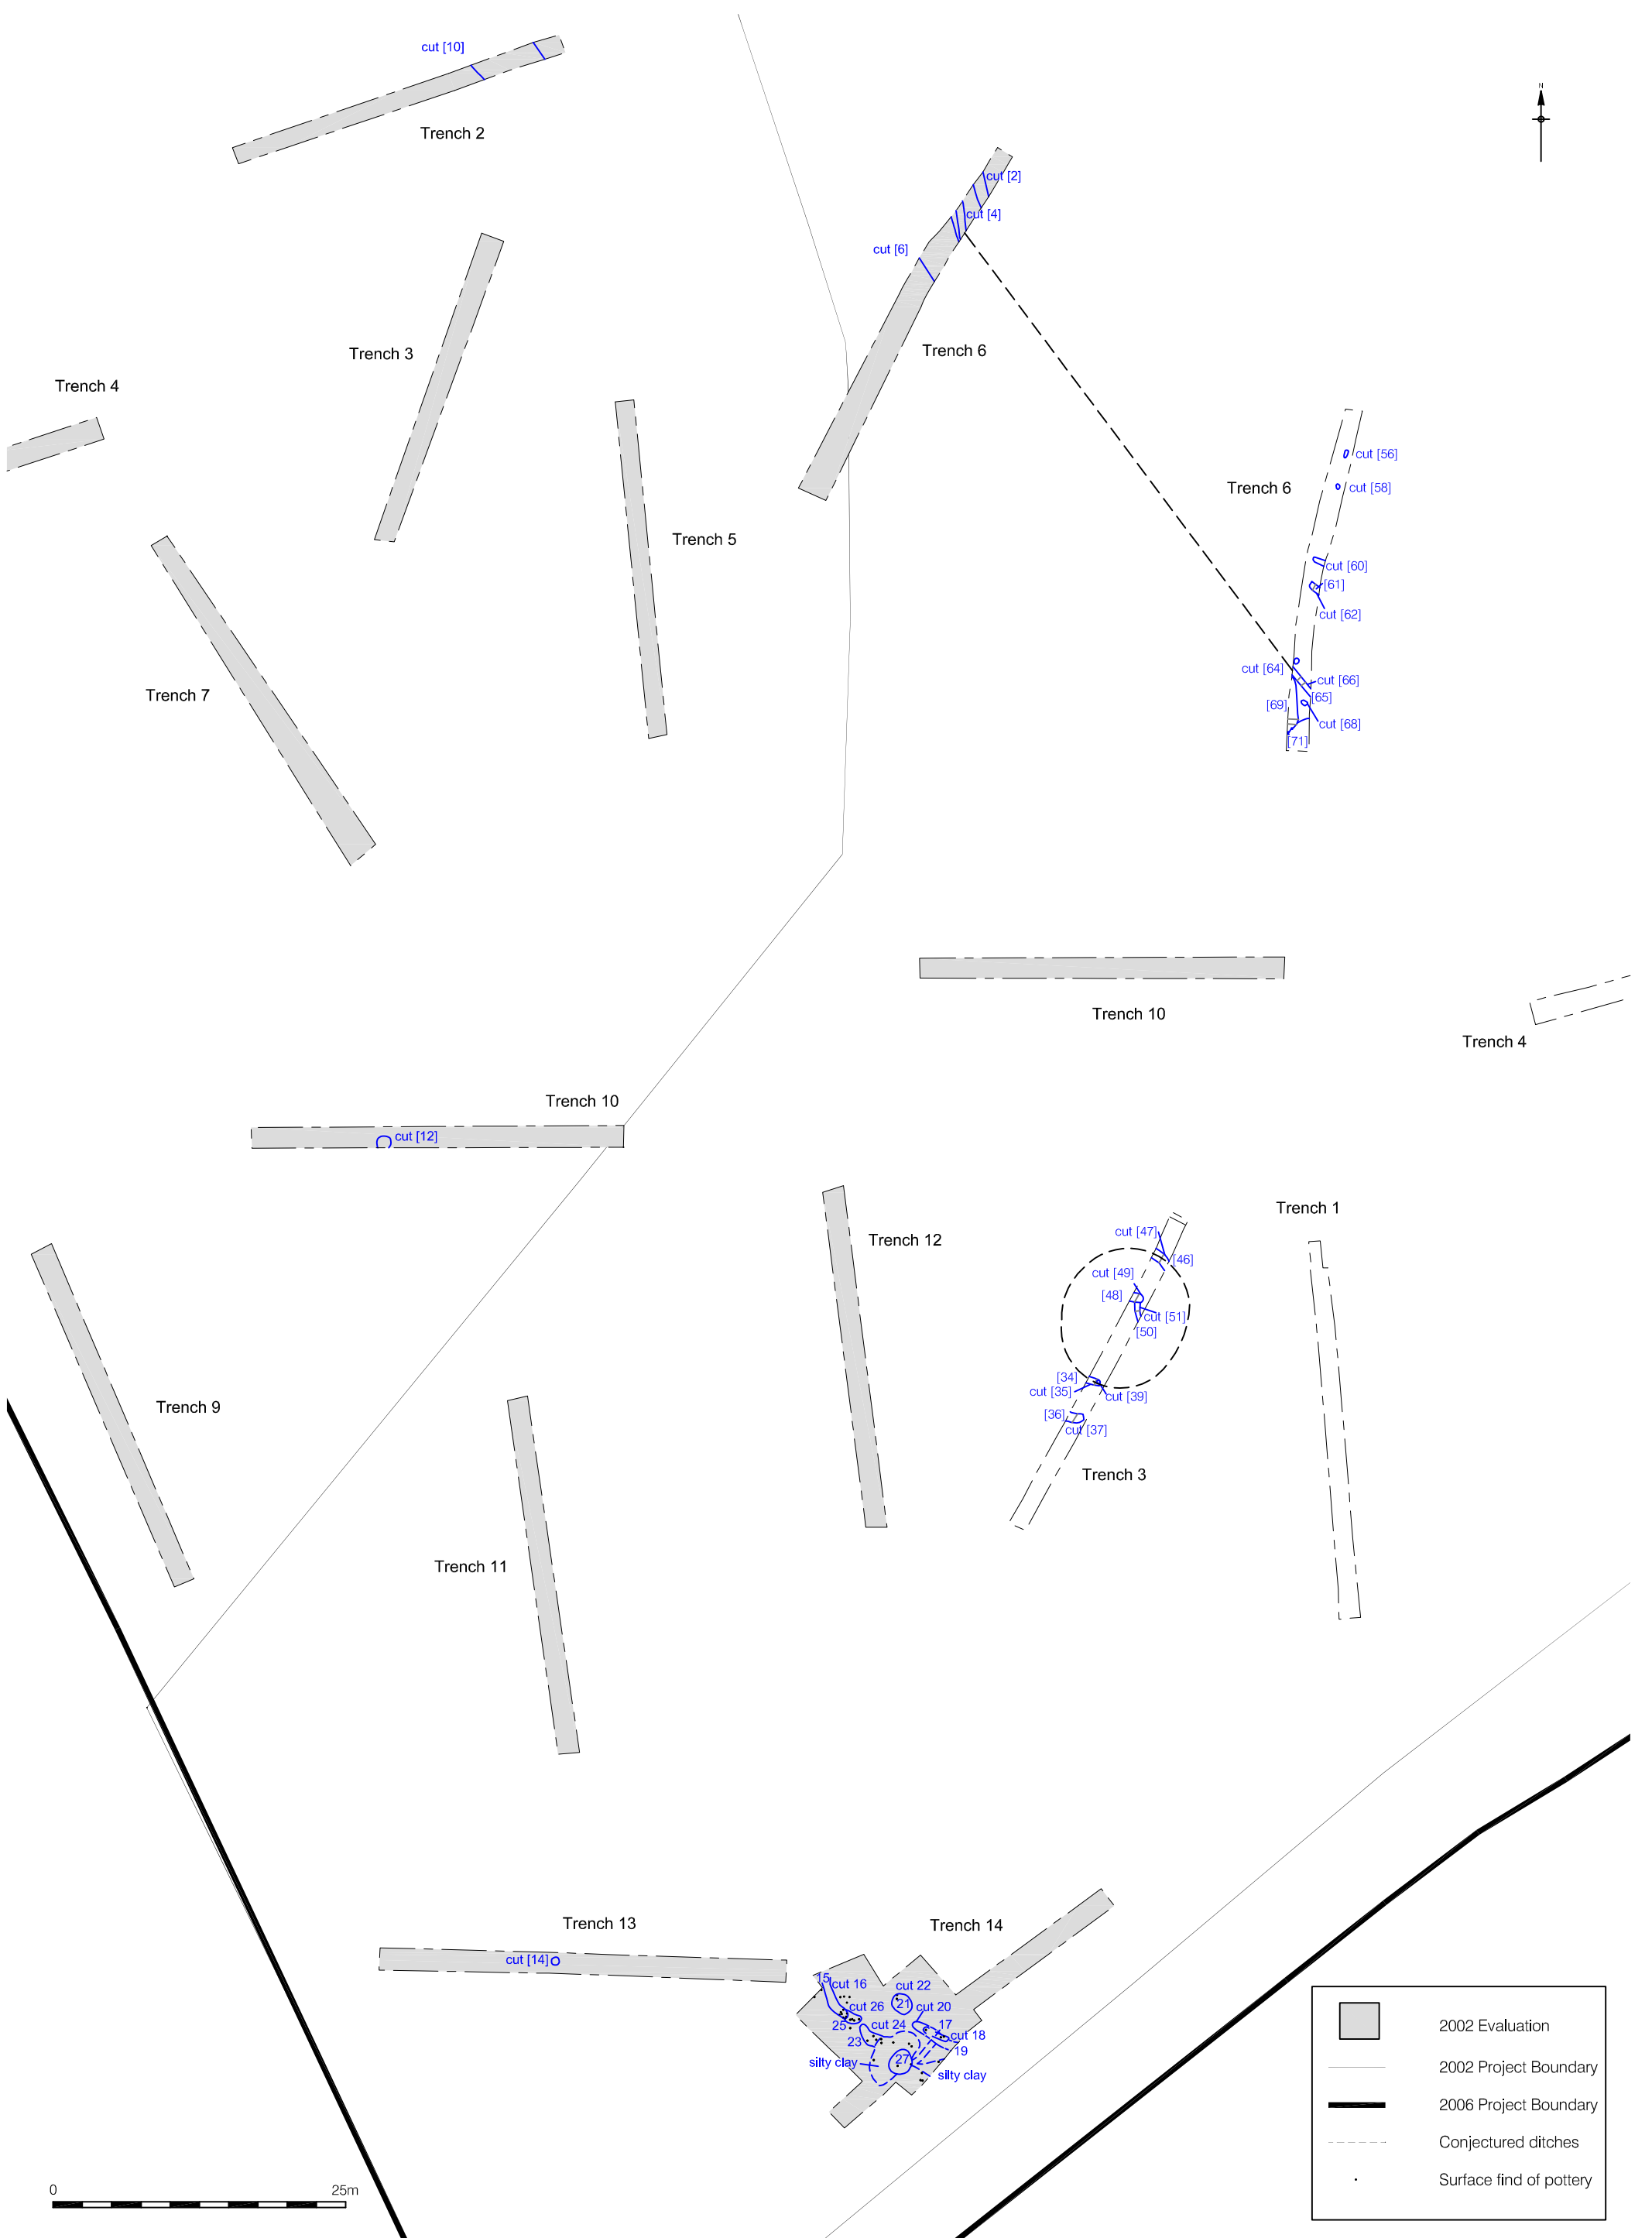 cut [10]
Trench 2
N
cut [2]
cut [4]
cut [6]
Trench 3
Trench 6
Trench 4
cut [56]
Trench 6
cut [58]
Trench 5
cut [60]
[61]
cut [62]
cut [64]
cut [66]
Trench 7
[65]
[69]
cut [68]
[71]
Trench 10
Trench 4
Trench 10
cut [12]
Trench 1
cut [47]
Trench 12
[46]
cut [49]
[48]
cut [51]
[50]
[34]
cut [35]
cut [39]
Trench 9
[36]
cut [37]
Trench 3
Trench 11
Trench 13
Trench 14
cut [14]
15
cut 16
cut 22
21
cut 26
cut 20
25
cut 24
17
cut 18
23
19
silty clay
27
silty clay
2002 Evaluation
2002 Project Boundary
2006 Project Boundary
Conjectured ditches
Surface find of pottery
0
25m